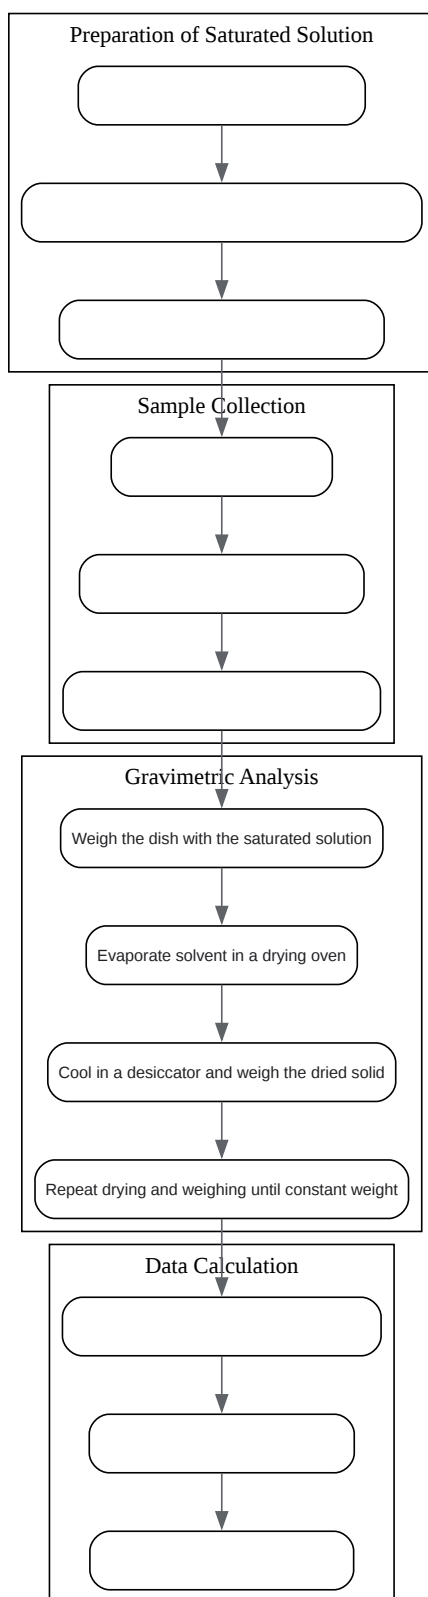 Preparation of Saturated Solution
Sample Collection
Gravimetric Analysis
Weigh the dish with the saturated solution
Evaporate solvent in a drying oven
Cool in a desiccator and weigh the dried solid
Repeat drying and weighing until constant weight
Data Calculation